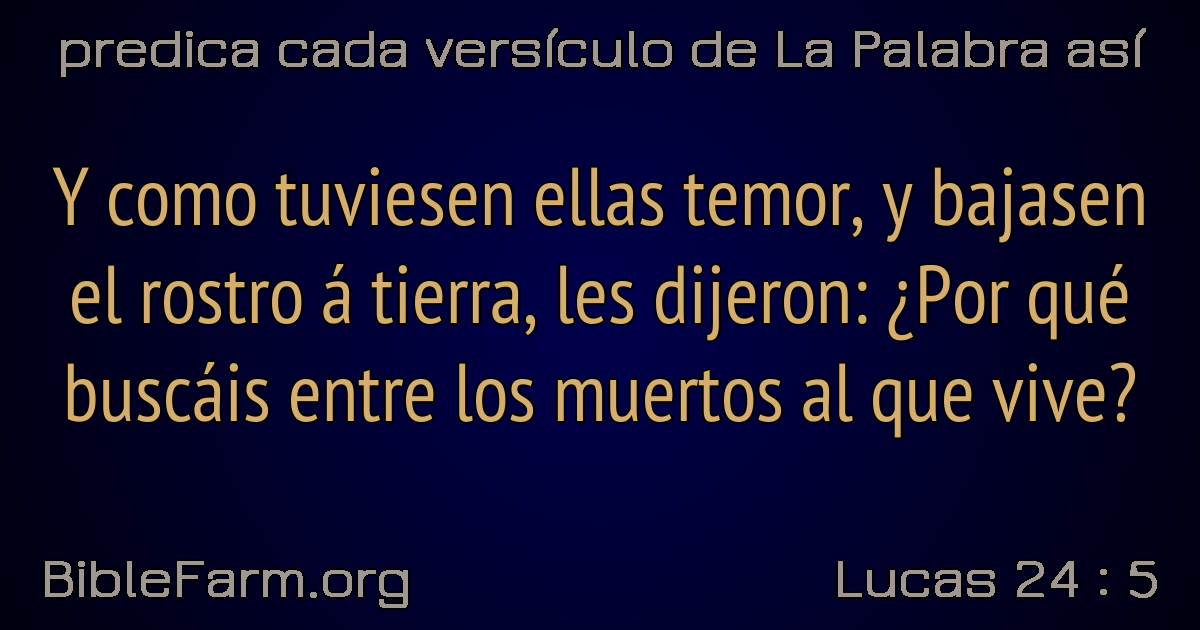 predica cada versículo de La Palabra así
Y como tuviesen ellas temor, y bajasen
el rostro á tierra, les dijeron: ¿Por qué
buscáis entre los muertos al que vive?
BibleFarm.org
Lucas 24 : 5